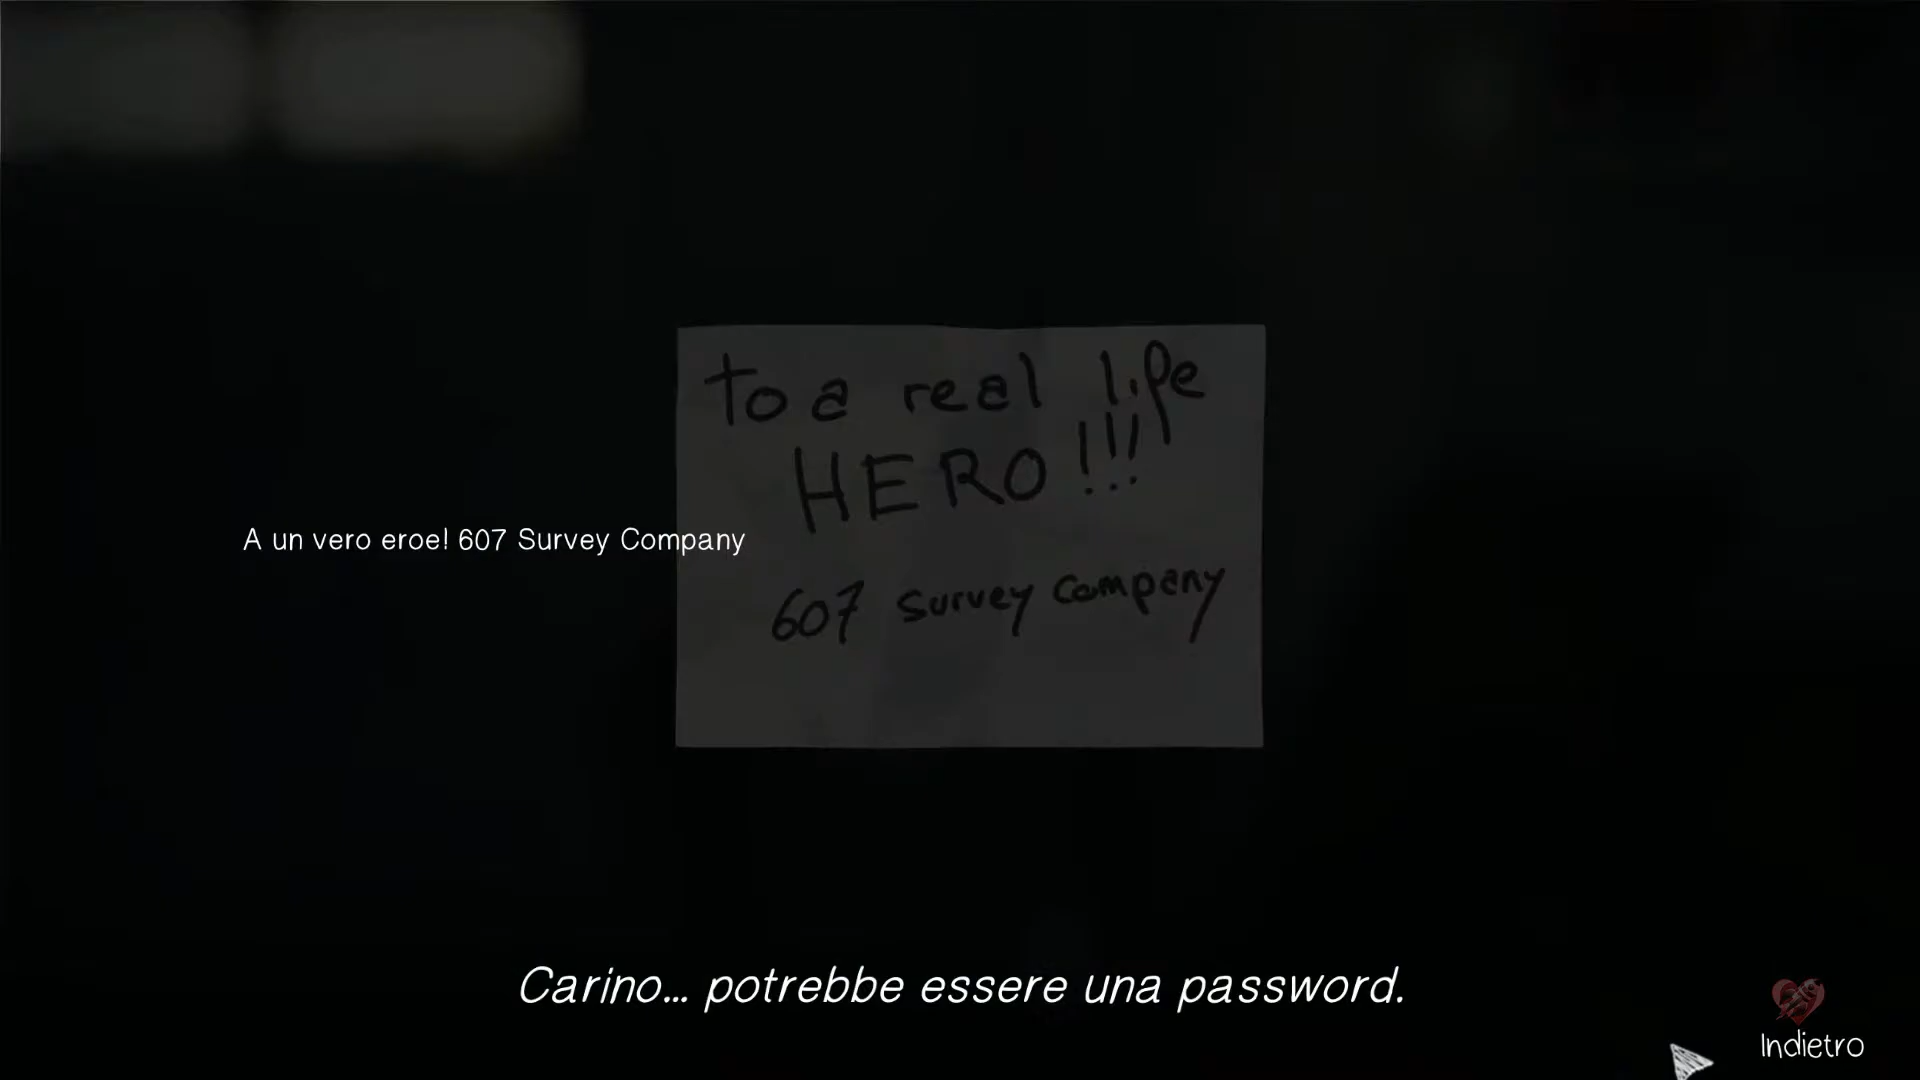 to a real life
HERO!!!
A un vero eroe! 607 Survey Company
607 Survey Company
Carino... potrebbe essere una password.
Indietro